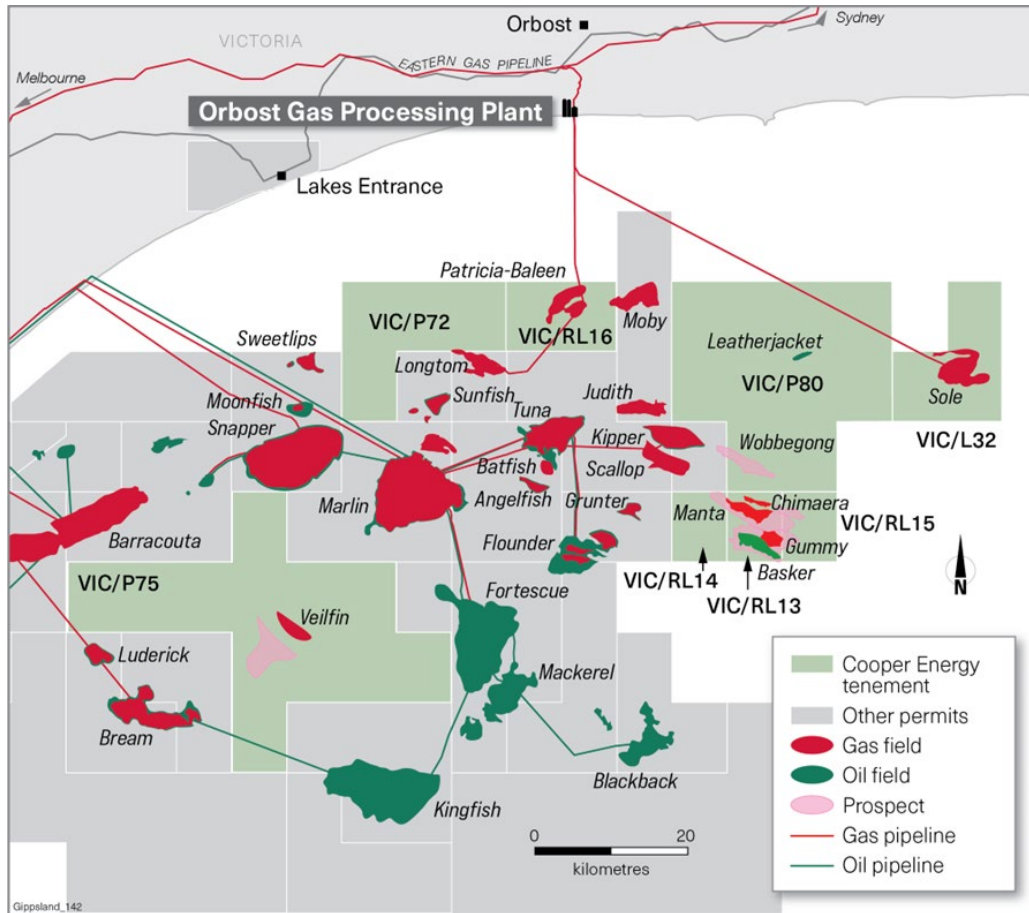 Orbost
Sydney
VICTORIA
EASTERN GAS PIPELINE
Melbourne
Orbost Gas Processing Plant
Lakes Entrance
Patricia-Baleen
VIC/P72
VIC/RL16
Moby
Sweetlips
Leatherjacket
Longtom
VIC/P80
Sole
Moonfish
Sunfish
Judith
Tuna
Snapper
Kipper
Wobbegong
VIC/L32
Batfish
Scallop
Marlin
Angelfish
Grunter
Manta
Chimaera
VIC/RL15
Barracouta
Flounder
Gummy
VIC/RL14
Basker
VIC/P75
Fortescue
VIC/RL13
N
Veilfin
Luderick
Mackerel
Bream
Blackback
Kingfish
0
20
kilometres
Cooper Energy
tenement
Other permits
Gas field
Oil field
Prospect
Gas pipeline
Oil pipeline
Gippsland_142